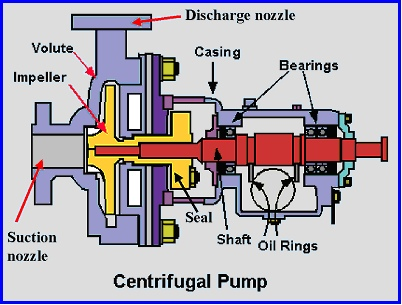 Discharge nozzle
Volute
Casing
Bearings
Impeller
Seal
Shaft
Oil Rings
Suction
nozzle
Centrifugal Pump